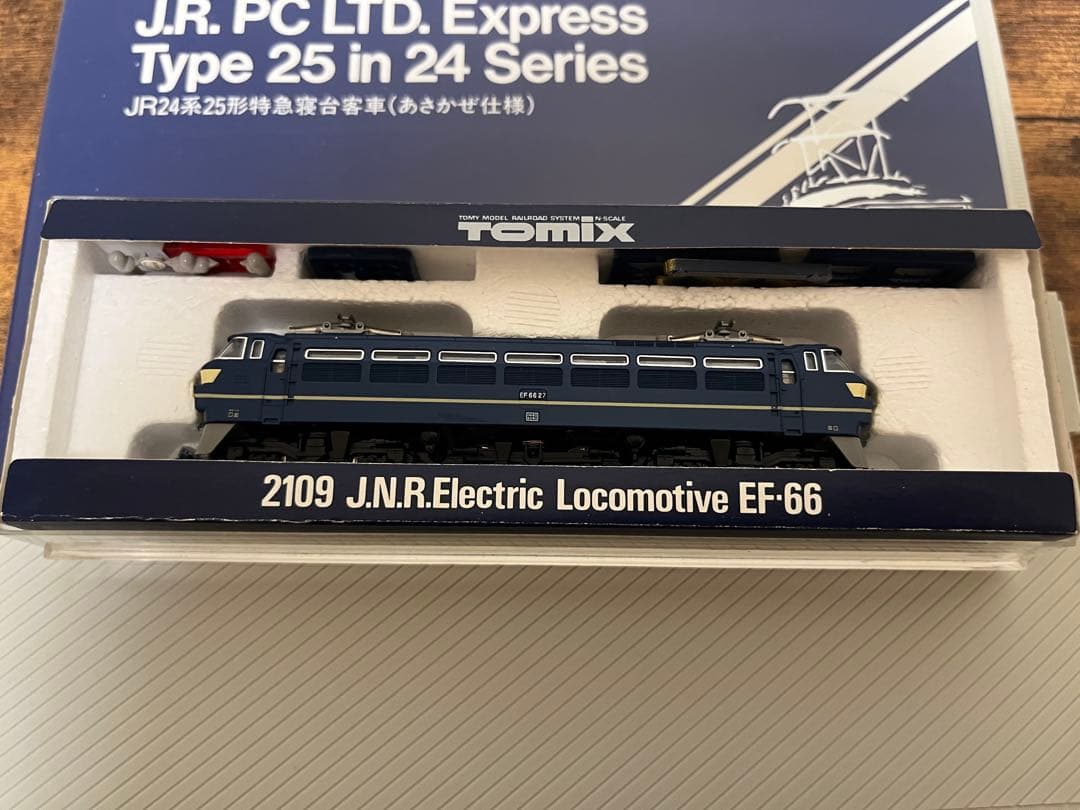 J.R. PC LTD. Express
Type 25 in 24 Series
JR24系25形特急寝台客車(あさかぜ仕様)
TOMY MODEL RAILROAD SYSTEM N-SCALE
TOMIX
EF66 27
2109 J.N.R.Electric Locomotive EF·66